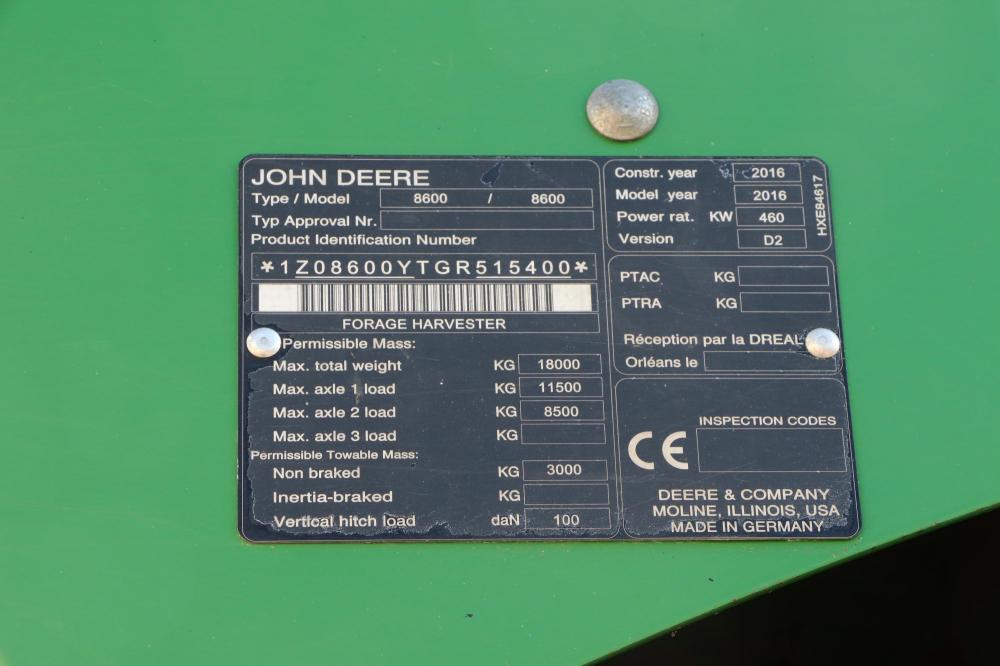 JOHN DEERE
Type / Model 8600 / 8600
Typ Approval Nr.
Product Identification Number
*1Z08600YTGR515400*
FORAGE HARVESTER
Permissible Mass:
Max. total weight KG 18000
Max. axle 1 load KG 11500
Max. axle 2 load KG 8500
Max. axle 3 load KG
Permissible Towable Mass:
Non braked KG 3000
Inertia-braked KG
Vertical hitch load daN 100
Constr. year 2016
Model year 2016
Power rat. KW 460
Version D2
HXE84617
PTAC KG
PTRA KG
Réception par la DREAL
Orléans le
CE
INSPECTION CODES
DEERE & COMPANY
MOLINE, ILLINOIS, USA
MADE IN GERMANY